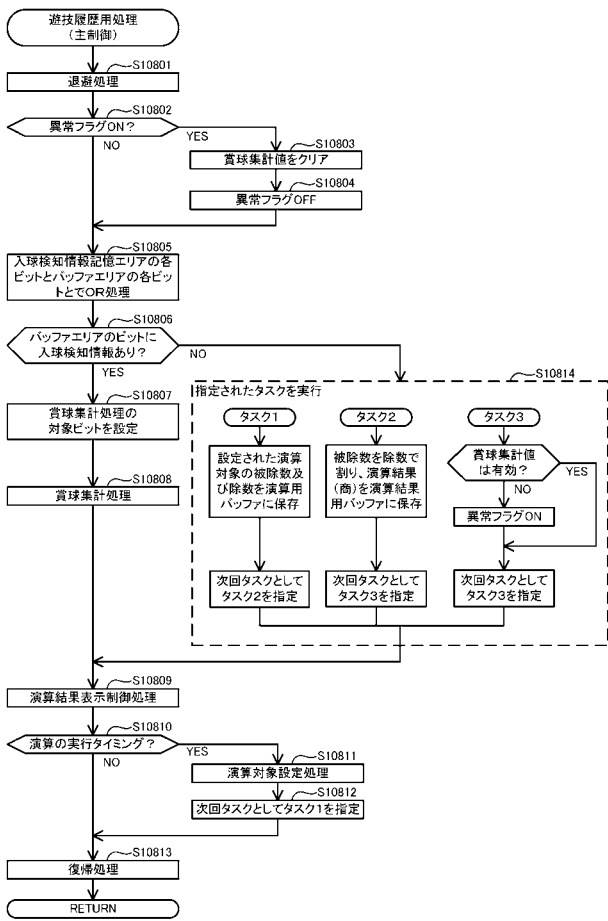 遊技履歴用処理
(主制御)
S10801
退避処理
S10802
異常フラグON？
YES
NO
S10803
賞球集計値をクリア
S10804
異常フラグOFF
S10805
入球検知情報記憶エリアの各
ビットとバッファエリアの各ビッ
トとでOR処理
S10806
バッファエリアのビットに
入球検知情報あり？
NO
YES
S10807
賞球集計処理の
対象ビットを設定
S10808
賞球集計処理
S10814
指定されたタスクを実行
タスク1
設定された演算
対象の被除数及
び除数を演算用
バッファに保存
次回タスクとして
タスク2を指定
タスク2
被除数を除数で
割り、演算結果
(商)を演算結果
用バッファに保存
次回タスクとして
タスク3を指定
タスク3
賞球集計値
は有効？
YES
NO
異常フラグON
次回タスクとして
タスク3を指定
S10809
演算結果表示制御処理
S10810
演算の実行タイミング？
YES
NO
S10811
演算対象設定処理
S10812
次回タスクとしてタスク1を指定
S10813
復帰処理
RETURN